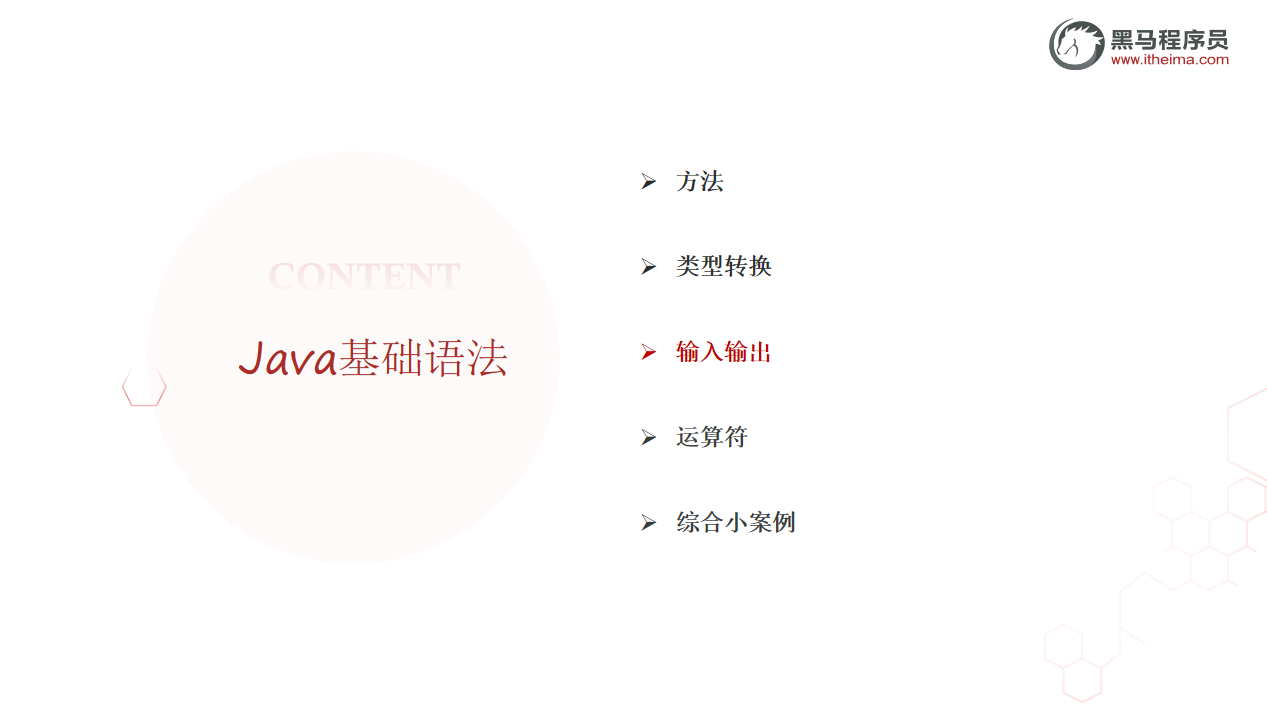 黑马程序员
www.itheima.com
CONTENT
Java基础语法
方法
类型转换
输入输出
运算符
综合小案例